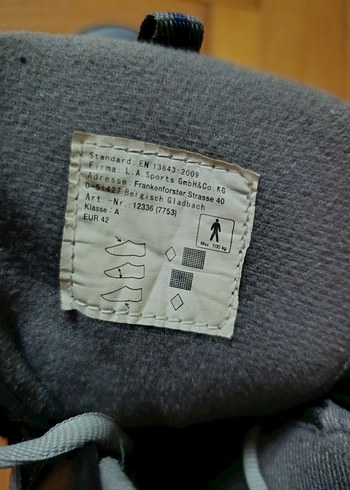 Standard: EN 13843:2009
Firma: L.A. Sports GmbH&Co. KG
Adresse: Frankenforster Strasse 40
D-51427 Bergisch Gladbach
Art.-Nr.: 12336 (7753)
Klasse: A
EUR 42
Max. 100 kg